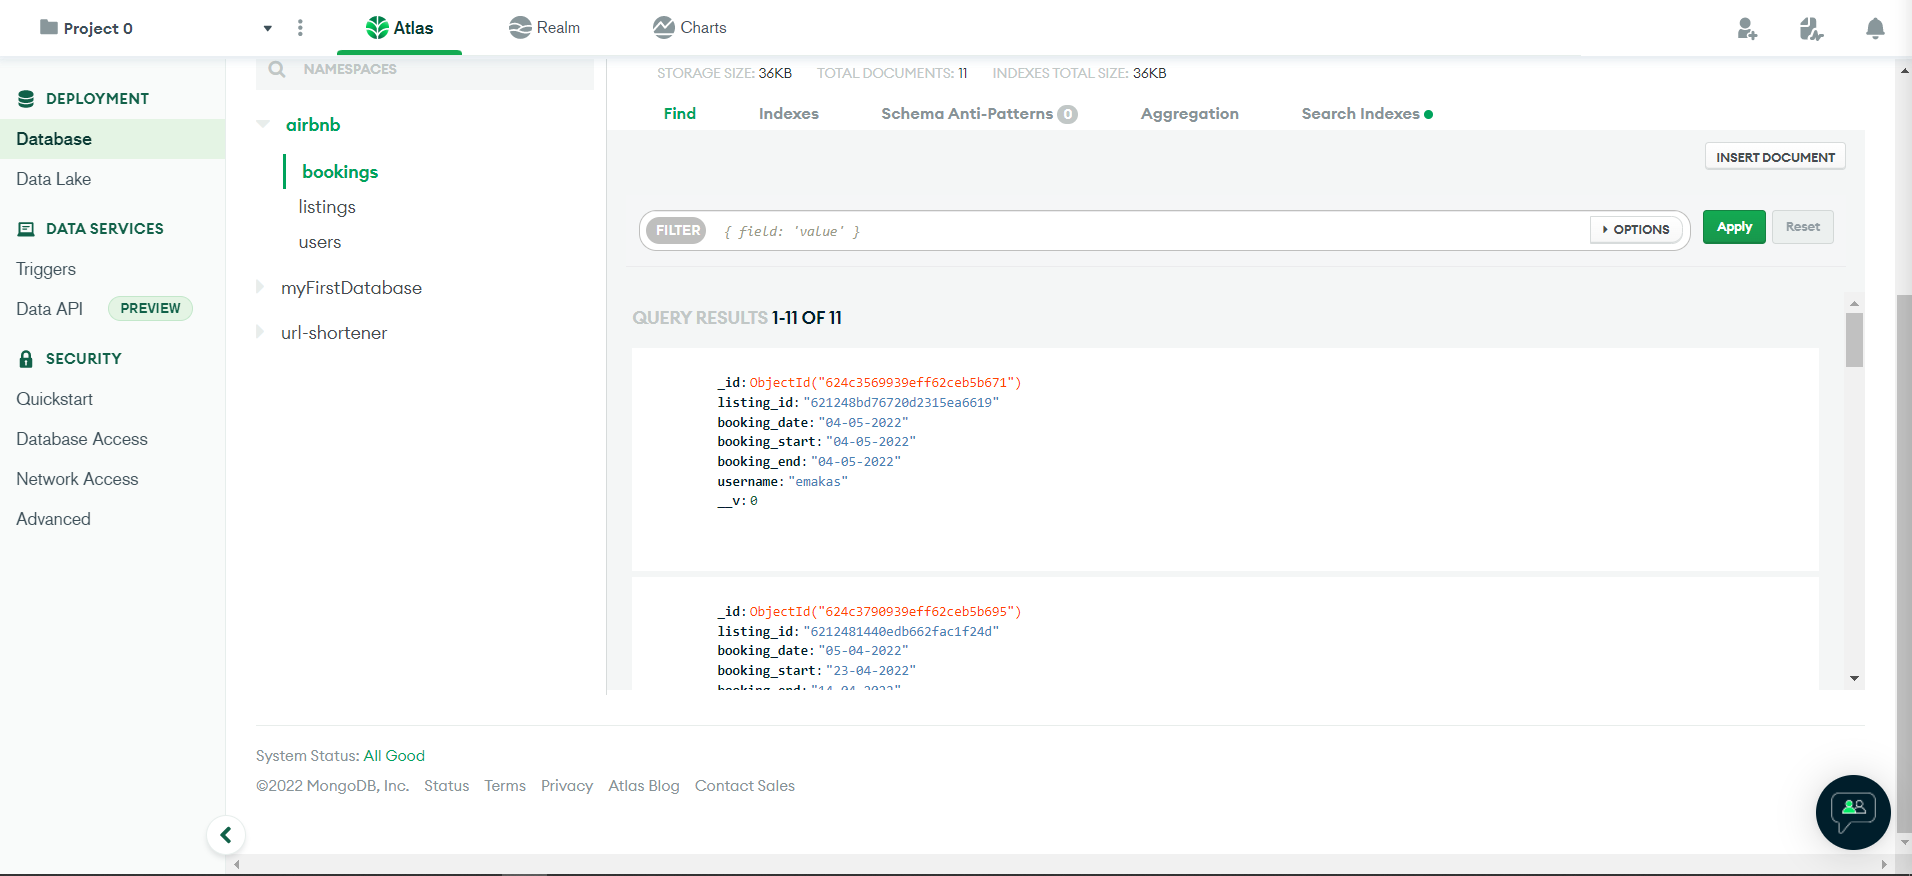 Project 0
Atlas
Realm
Charts
DEPLOYMENT
Database
Data Lake
DATA SERVICES
Triggers
Data API PREVIEW
SECURITY
Quickstart
Database Access
Network Access
Advanced
NAMESPACES
airbnb
bookings
listings
users
myFirstDatabase
url-shortener
STORAGE SIZE: 36KB TOTAL DOCUMENTS: 11 INDEXES TOTAL SIZE: 36KB
Find Indexes Schema Anti-Patterns 0 Aggregation Search Indexes
INSERT DOCUMENT
FILTER { field: 'value' } OPTIONS Apply Reset
QUERY RESULTS 1-11 OF 11
_id: ObjectId("624c3569939eff62ceb5b671")
listing_id: "621248bd76720d2315ea6619"
booking_date: "04-05-2022"
booking_start: "04-05-2022"
booking_end: "04-05-2022"
username: "emakas"
__v: 0
_id: ObjectId("624c3790939eff62ceb5b695")
listing_id: "6212481440edb662fac1f24d"
booking_date: "05-04-2022"
booking_start: "23-04-2022"
booking_end: "14-04-2022"
System Status: All Good
©2022 MongoDB, Inc. Status Terms Privacy Atlas Blog Contact Sales